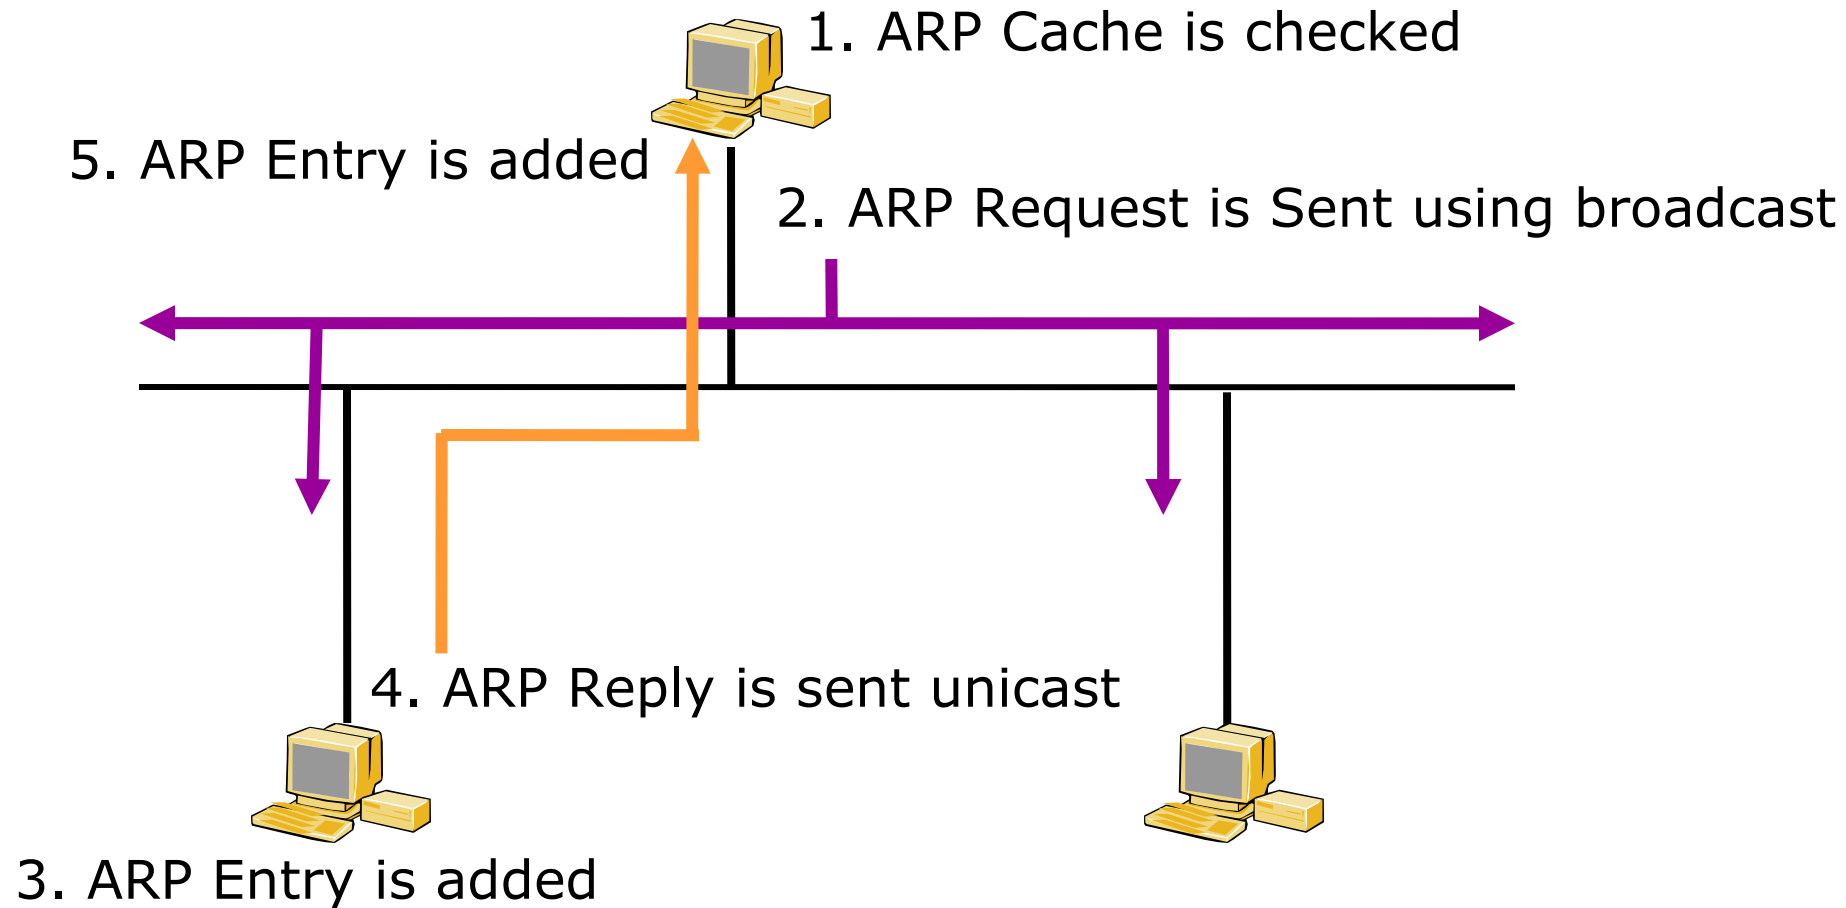 1. ARP Cache is checked
5. ARP Entry is added
2. ARP Request is Sent using broadcast
4. ARP Reply is sent unicast
3. ARP Entry is added